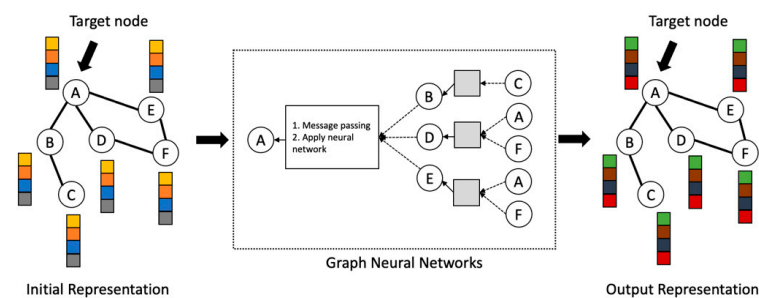 Target node
A
E
B
D
F
C
Initial Representation
A
1. Message passing
2. Apply neural
network
B
D
E
C
A
F
A
F
Graph Neural Networks
Target node
A
E
B
D
F
C
Output Representation